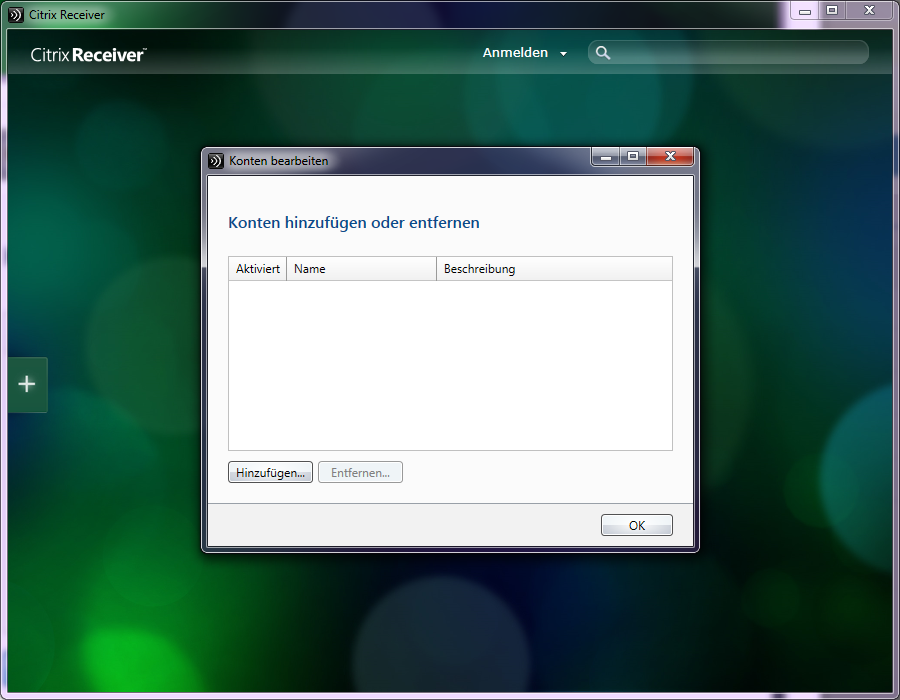 Citrix Receiver
Citrix Receiver™
Anmelden
Konten bearbeiten
Konten hinzufügen oder entfernen
Aktiviert Name Beschreibung
Hinzufügen... Entfernen...
OK